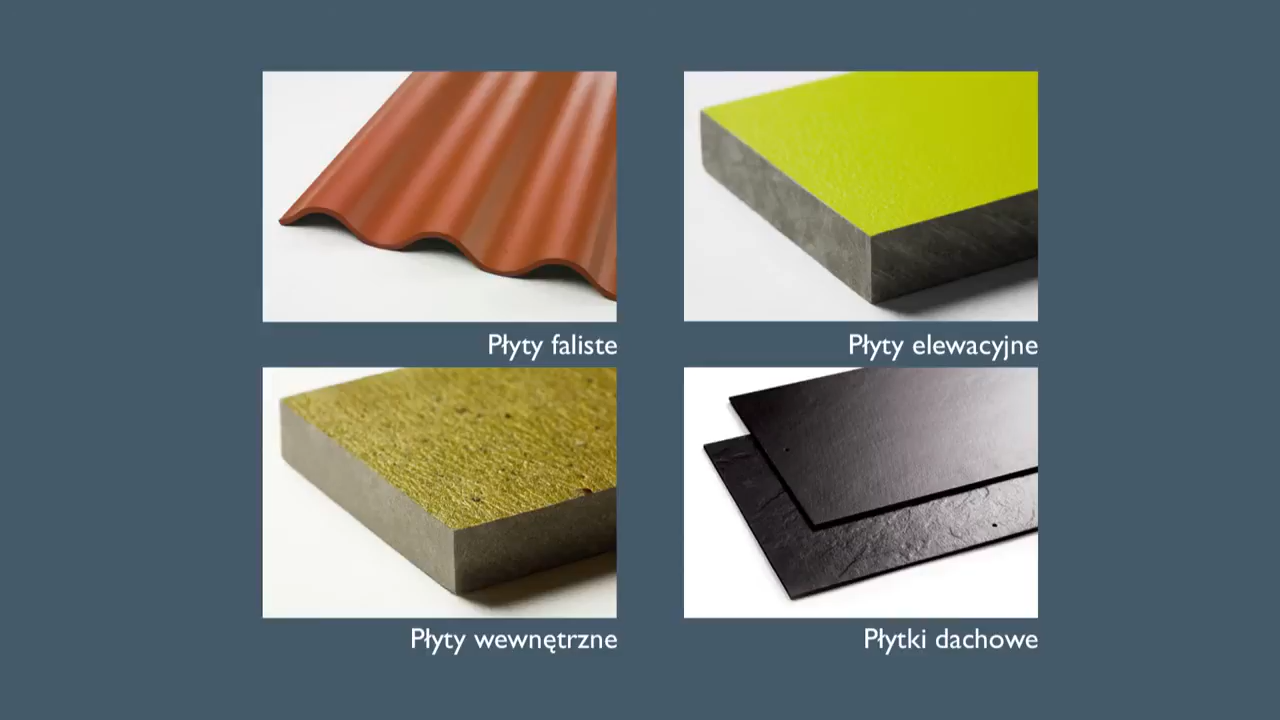 Płyty faliste
Płyty elewacyjne
Płyty wewnętrzne
Płytki dachowe